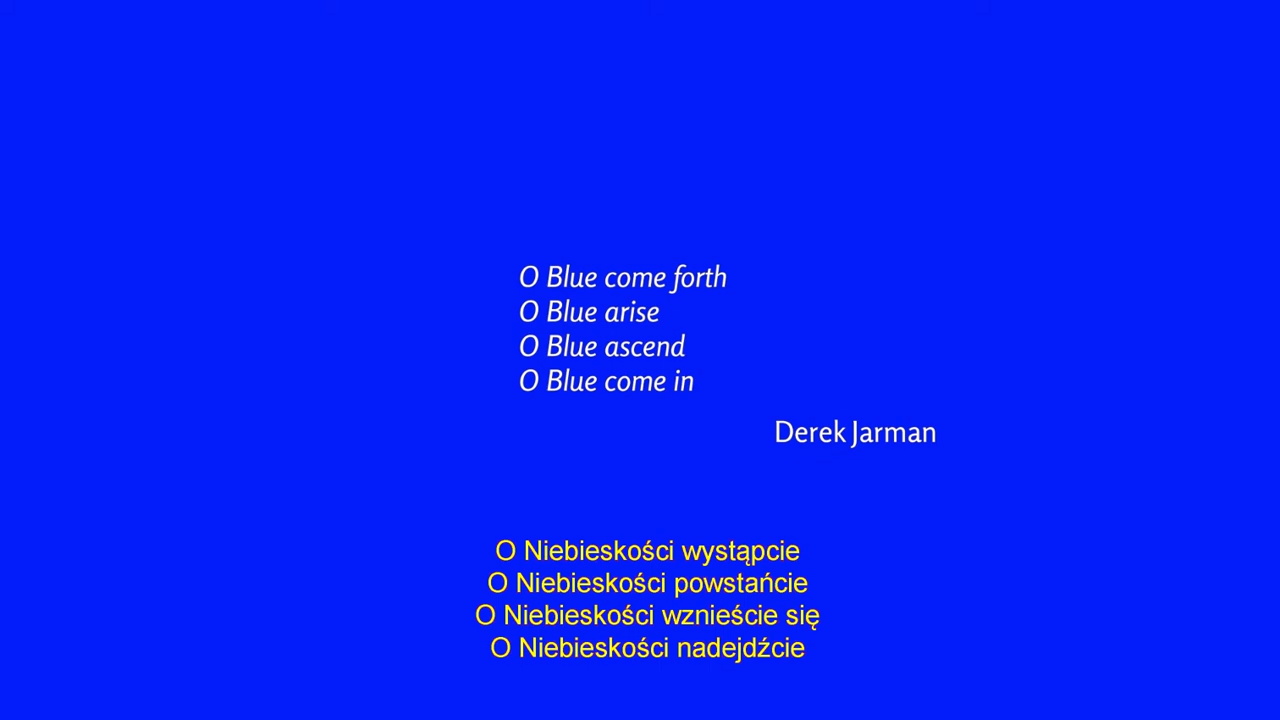 O Blue come forth
O Blue arise
O Blue ascend
O Blue come in
Derek Jarman
O Niebieskości wystąpcie
O Niebieskości powstańcie
O Niebieskości wznieście się
O Niebieskości nadejdźcie